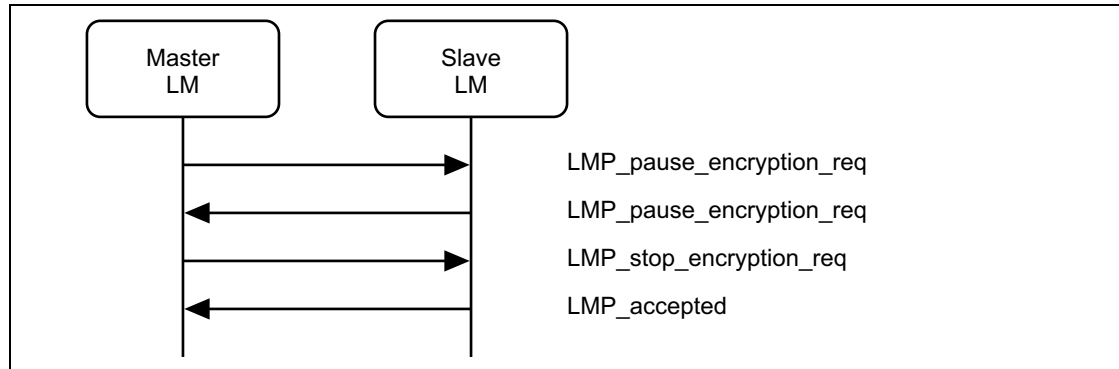 Master
LM
Slave
LM
LMP_pause_encryption_req
LMP_pause_encryption_req
LMP_stop_encryption_req
LMP_accepted